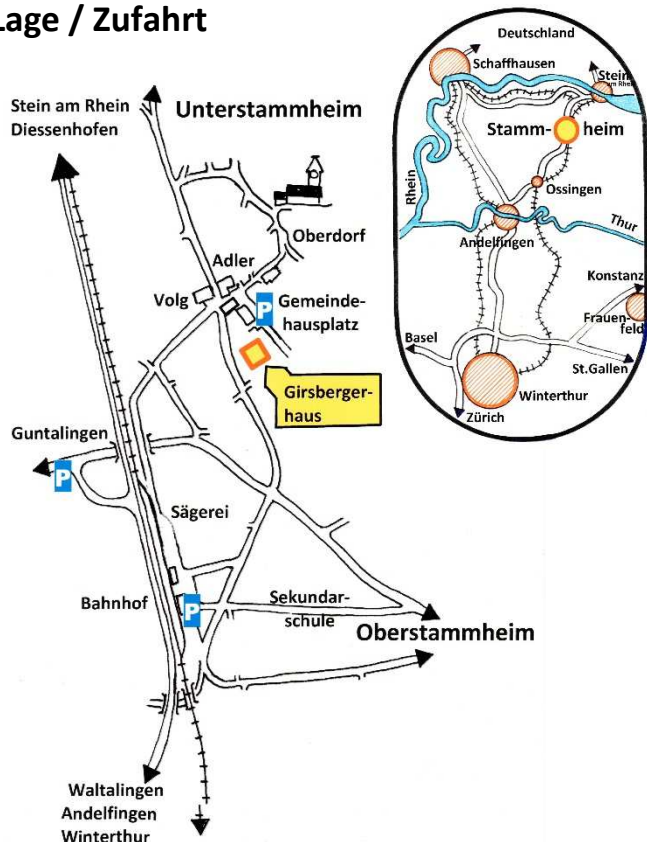 Lage / Zufahrt
Stein am Rhein
Diessenhofen
Unterstammheim
Oberdorf
Adler
Volg
P
Gemeinde-
hausplatz
Girsberger-
haus
Guntalingen
P
Sägerei
Bahnhof
P
Sekundar-
schule
Oberstammheim
Waltalingen
Andelfingen
Winterthur
Deutschland
Schaffhausen
Stein
am Rhein
Stamm- heim
Rhein
Ossingen
Thur
Andelfingen
Konstanz
Frauen-
feld
Basel
St.Gallen
Winterthur
Zürich